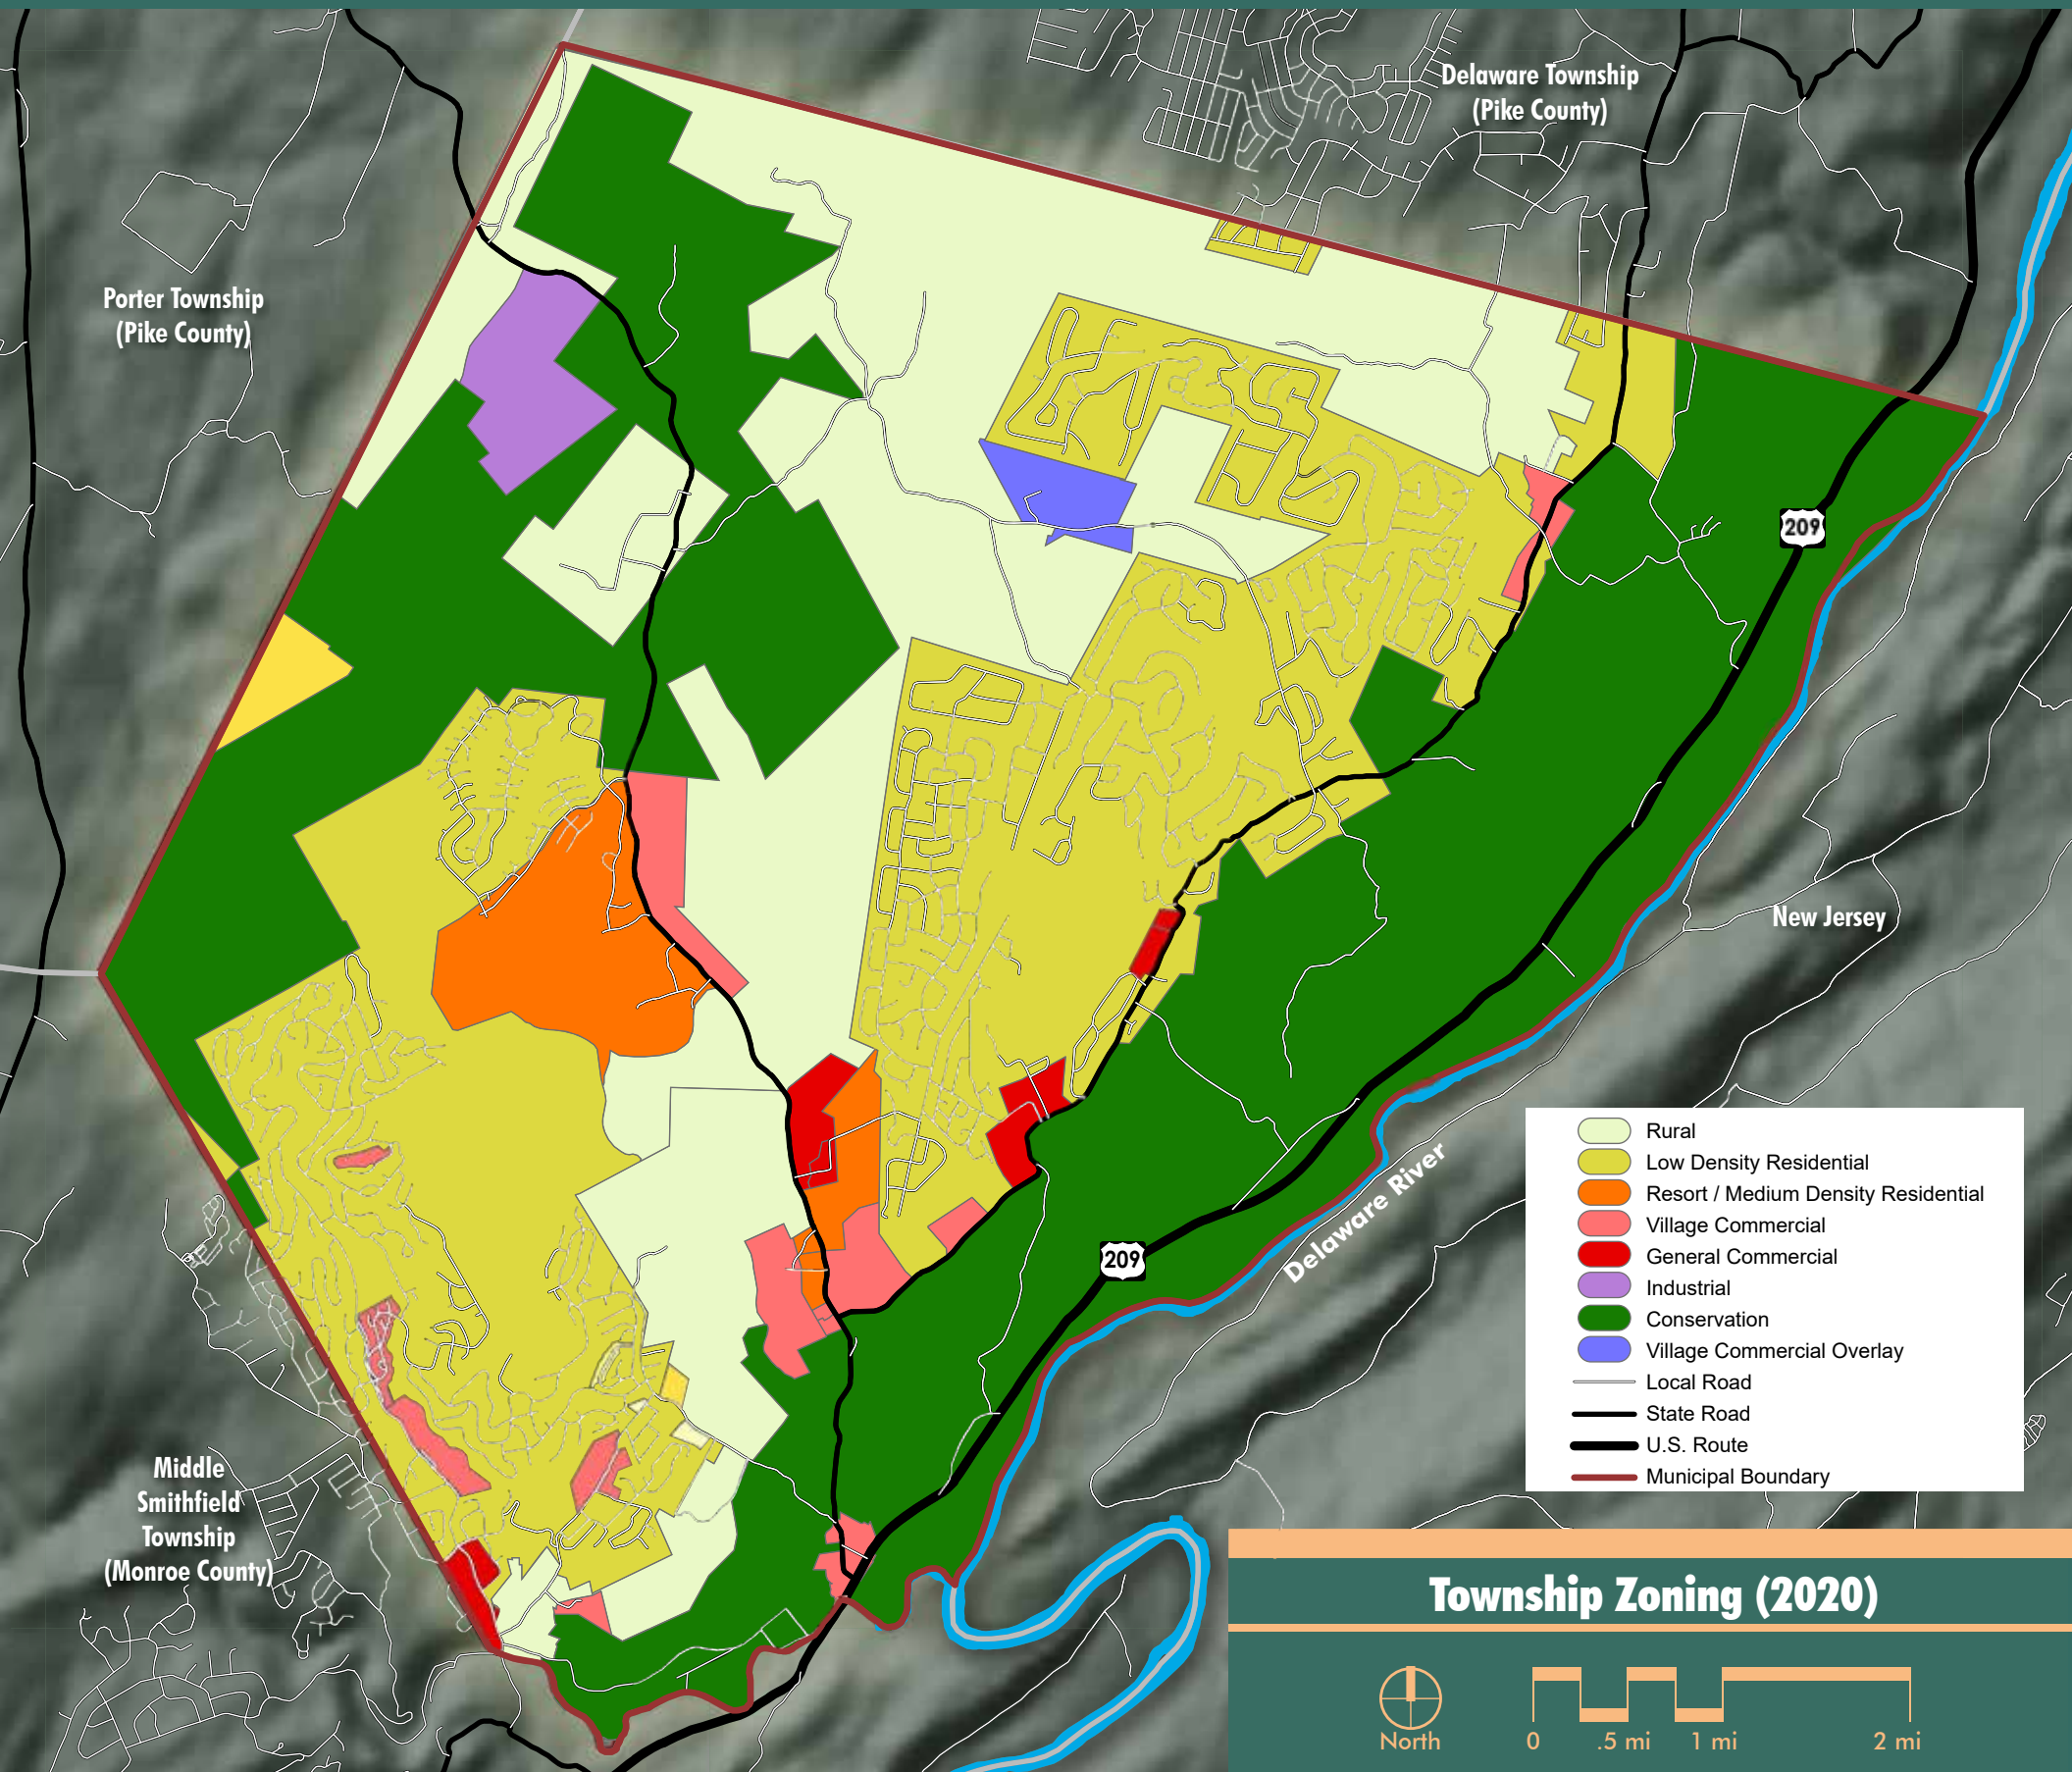 Delaware Township
(Pike County)
Porter Township
(Pike County)
209
New Jersey
Rural
Low Density Residential
Resort / Medium Density Residential
Village Commercial
General Commercial
Industrial
Conservation
Village Commercial Overlay
Local Road
State Road
U.S. Route
Municipal Boundary
209
Delaware River
Middle
Smithfield
Township
(Monroe County)
Township Zoning (2020)
North
0 .5 mi 1 mi 2 mi